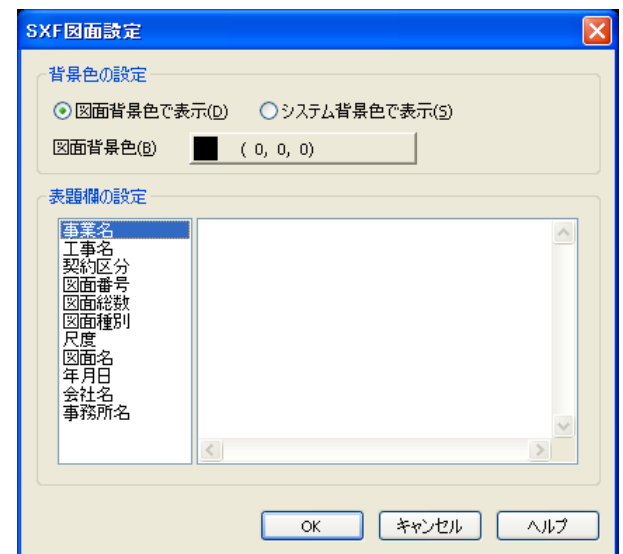 SXF図面設定
背景色の設定
図面背景色で表示(D) システム背景色で表示(S)
図面背景色(B) ( 0, 0, 0)
表題欄の設定
事業名
工事名
契約区分
図面番号
図面総数
図面種別
尺度
図面名
年月日
会社名
事務所名
OK キャンセル ヘルプ